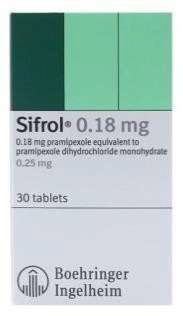 Sifrol® 0.18 mg
0.18 mg pramipexole equivalent to
pramipexole dihydrochloride monohydrate
0.25 mg
30 tablets
Boehringer
Ingelheim